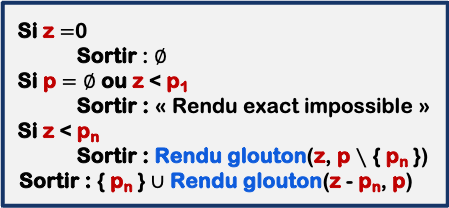 Si z =0
Sortir : ∅
Si p = ∅ ou z < p₁
Sortir : « Rendu exact impossible »
Si z < pₙ
Sortir : Rendu glouton(z, p \ { pₙ })
Sortir : { pₙ } ∪ Rendu glouton(z - pₙ, p)